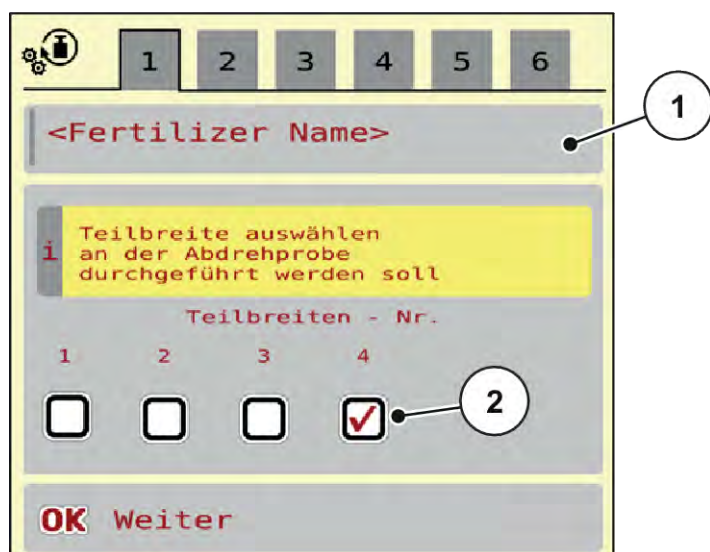 1 2 3 4 5 6
<Fertilizer Name>
1
i
Teilbreite auswählen
an der Abdrehprobe
durchgeführt werden soll
Teilbreiten - Nr.
1 2 3 4
2
OK Weiter